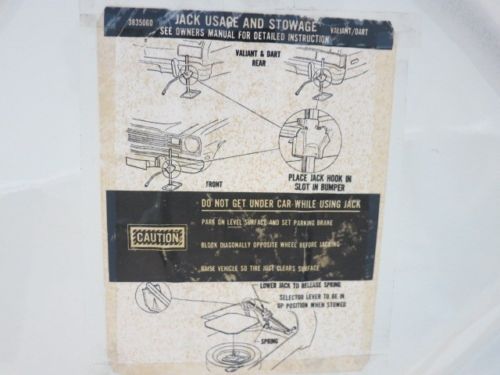 3835060
JACK USAGE AND STOWAGE
VALIANT/DART
SEE OWNERS MANUAL FOR DETAILED INSTRUCTION
VALIANT & DART
REAR
FRONT
PLACE JACK HOOK IN
SLOT IN BUMPER
CAUTION
- DO NOT GET UNDER CAR WHILE USING JACK
- PARK ON LEVEL SURFACE AND SET PARKING BRAKE
BLOCK DIAGONALLY OPPOSITE WHEEL BEFORE JACKING
- RAISE VEHICLE SO TIRE JUST CLEARS SURFACE
LOWER JACK TO RELEASE SPRING
SELECTOR LEVER TO BE IN
UP POSITION WHEN STOWED
SPRING